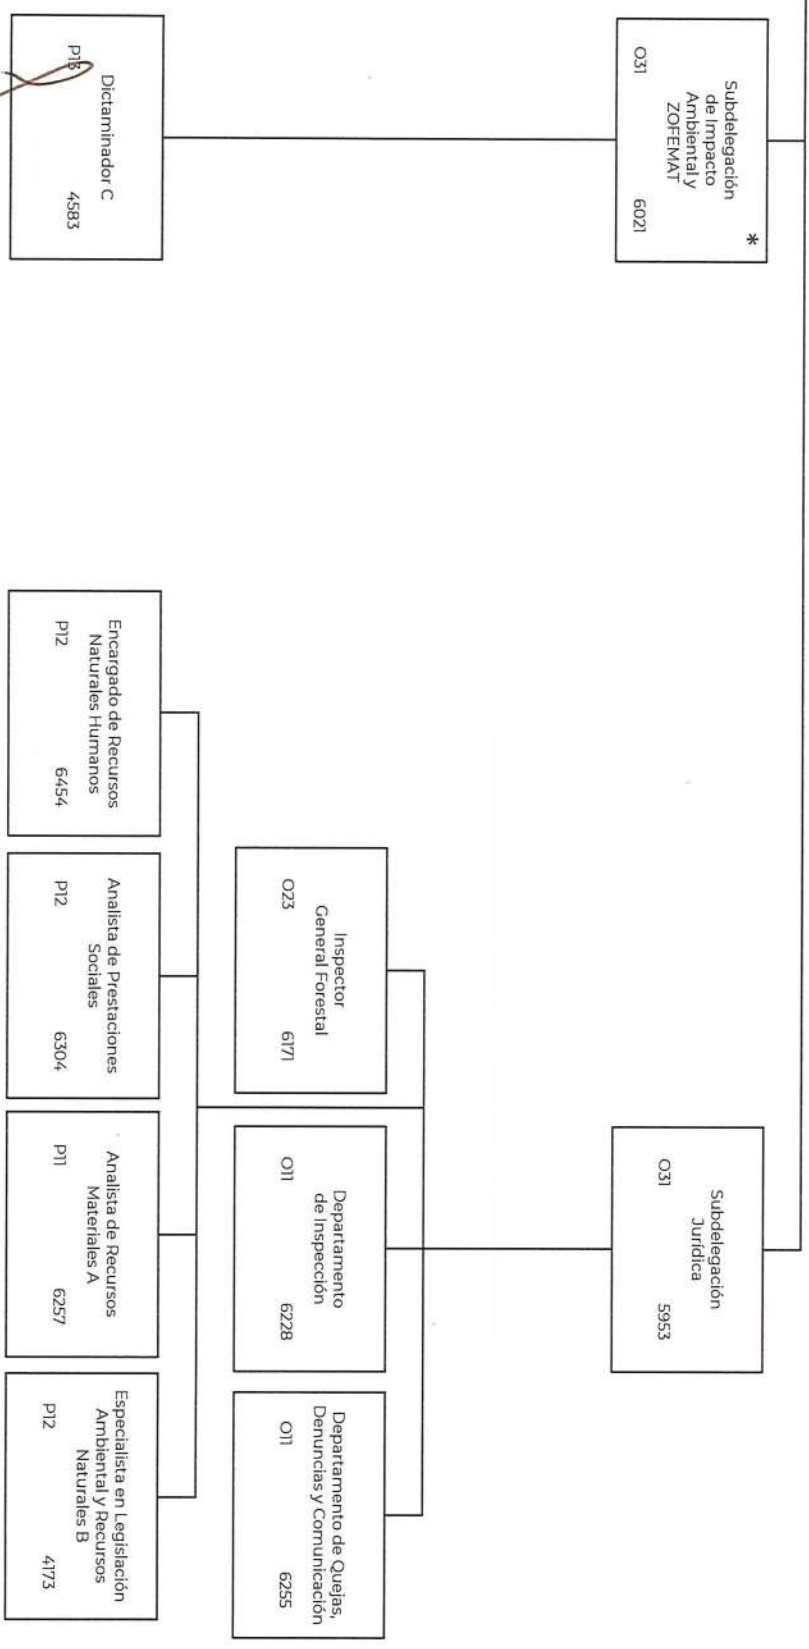 Subdelegación
de Impacto
Ambiental y
ZOFEMAT
*
O31 6021
Subdelegación
Jurídica
O31 5953
Inspector
General Forestal
O23 6171
Departamento
de Inspección
O11 6228
Departamento de Quejas,
Denuncias y Comunicación
O11 6255
Dictaminador C
P13 4583
Encargado de Recursos
Naturales Humanos
P12 6454
Analista de Prestaciones
Sociales
P12 6304
Analista de Recursos
Materiales A
P11 6257
Especialista en Legislación
Ambiental y Recursos
Naturales B
P12 4173